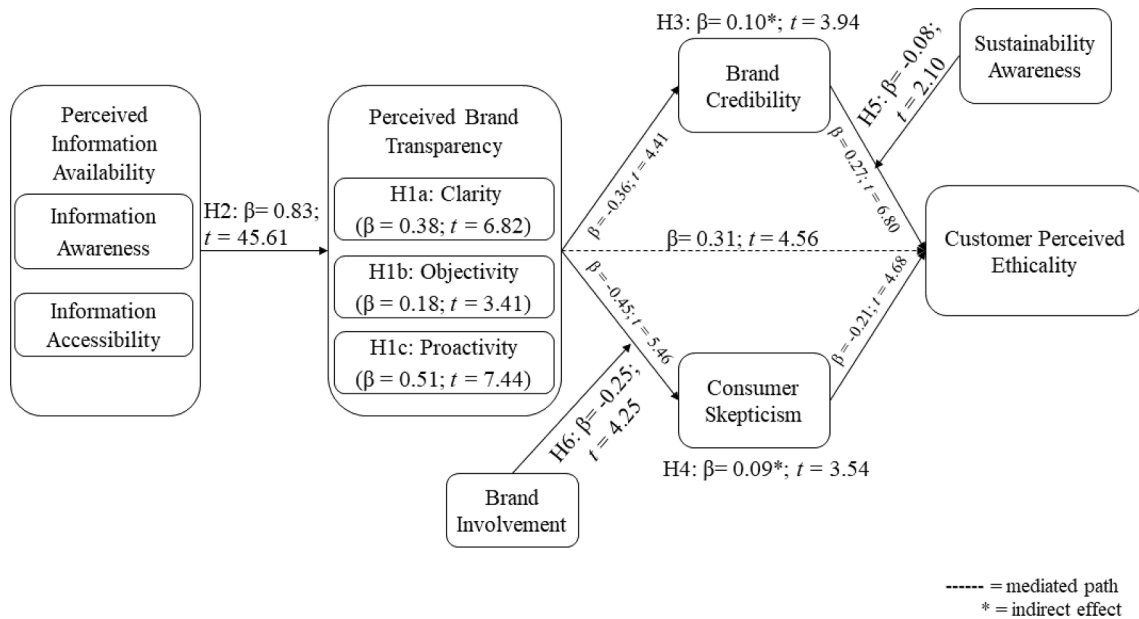 Perceived
Information
Availability
Information
Awareness
Information
Accessibility
H2: β= 0.83;
t = 45.61
Perceived Brand
Transparency
H1a: Clarity
(β = 0.38; t = 6.82)
H1b: Objectivity
(β = 0.18; t = 3.41)
H1c: Proactivity
(β = 0.51; t = 7.44)
H3: β= 0.10*; t = 3.94
Brand
Credibility
β = -0.36; t = 4.41
H5: β= -0.08;
t = 2.10
Sustainability
Awareness
β = 0.27; t = 6.80
β= 0.31; t = 4.56
Customer Perceived
Ethicality
β = -0.45; t = 5.46
β = -0.21; t = 4.68
Consumer
Skepticism
H4: β= 0.09*; t = 3.54
H6: β= -0.25;
t = 4.25
Brand
Involvement
------ = mediated path
* = indirect effect